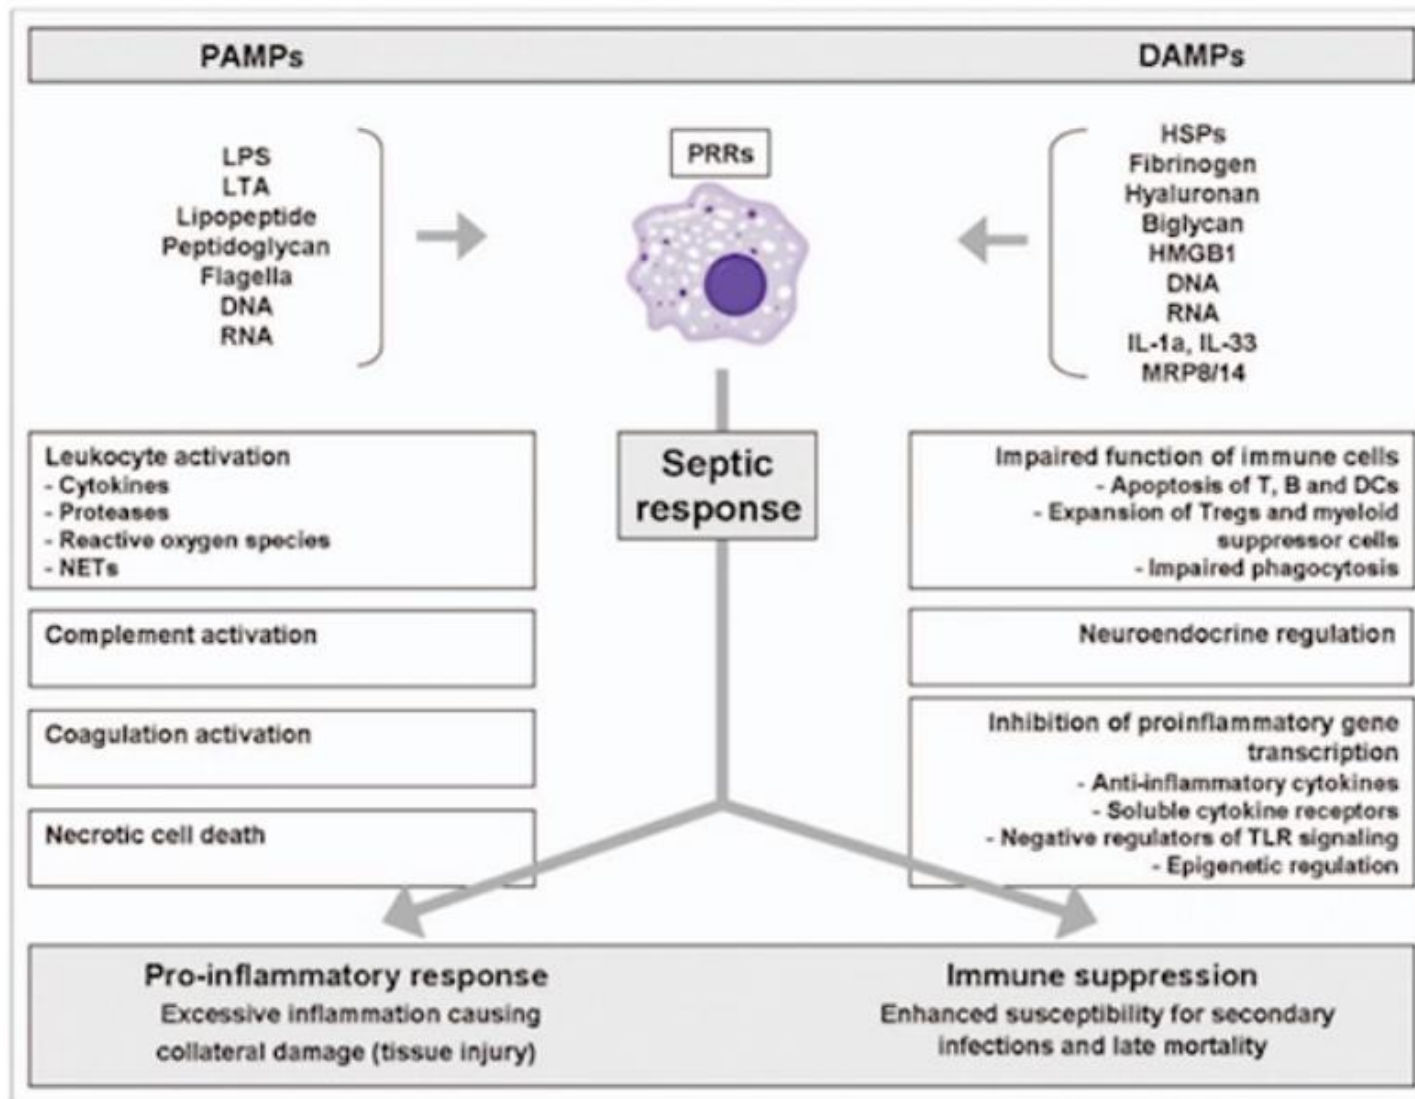 PAMPs
DAMPs
LPS
LTA
Lipopeptide
Peptidoglycan
Flagella
DNA
RNA
PRRs
HSPs
Fibrinogen
Hyaluronan
Biglycan
HMGB1
DNA
RNA
IL-1a, IL-33
MRP8/14
Leukocyte activation
- Cytokines
- Proteases
- Reactive oxygen species
- NETs
Complement activation
Coagulation activation
Necrotic cell death
Septic
response
Impaired function of immune cells
- Apoptosis of T, B and DCs
- Expansion of Tregs and myeloid
suppressor cells
- Impaired phagocytosis
Neuroendocrine regulation
Inhibition of proinflammatory gene
transcription
- Anti-inflammatory cytokines
- Soluble cytokine receptors
- Negative regulators of TLR signaling
- Epigenetic regulation
Pro-inflammatory response
Excessive inflammation causing
collateral damage (tissue injury)
Immune suppression
Enhanced susceptibility for secondary
infections and late mortality